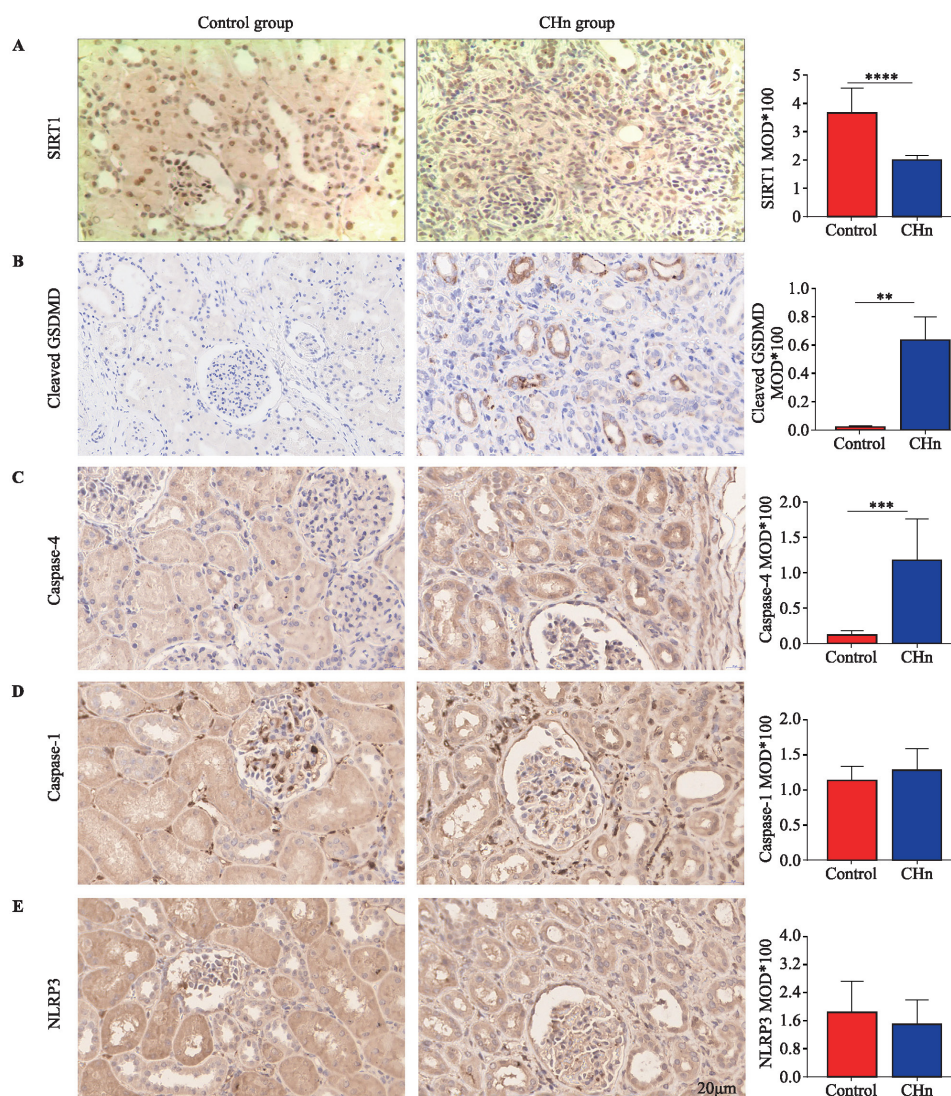 Control group
CHn group
A
SIRT1
SIRT1 MOD*100
5
4
3
2
1
0
****
Control
CHn
B
Cleaved GSDMD
Cleaved GSDMD
MOD*100
1.0
0.8
0.6
0.4
0.2
0.0
**
Control
CHn
C
Caspase-4
Caspase-4 MOD*100
2.0
1.5
1.0
0.5
0.0
***
Control
CHn
D
Caspase-1
Caspase-1 MOD*100
2.0
1.5
1.0
0.5
0.0
Control
CHn
E
NLRP3
20μm
NLRP3 MOD*100
4.0
3.2
2.4
1.6
0.8
0.0
Control
CHn